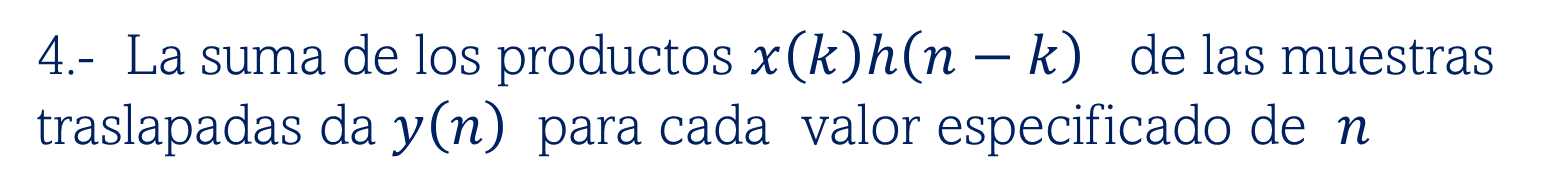 4.- La suma de los productos x(k)h(n − k) de las muestras
traslapadas da y(n) para cada valor especificado de n